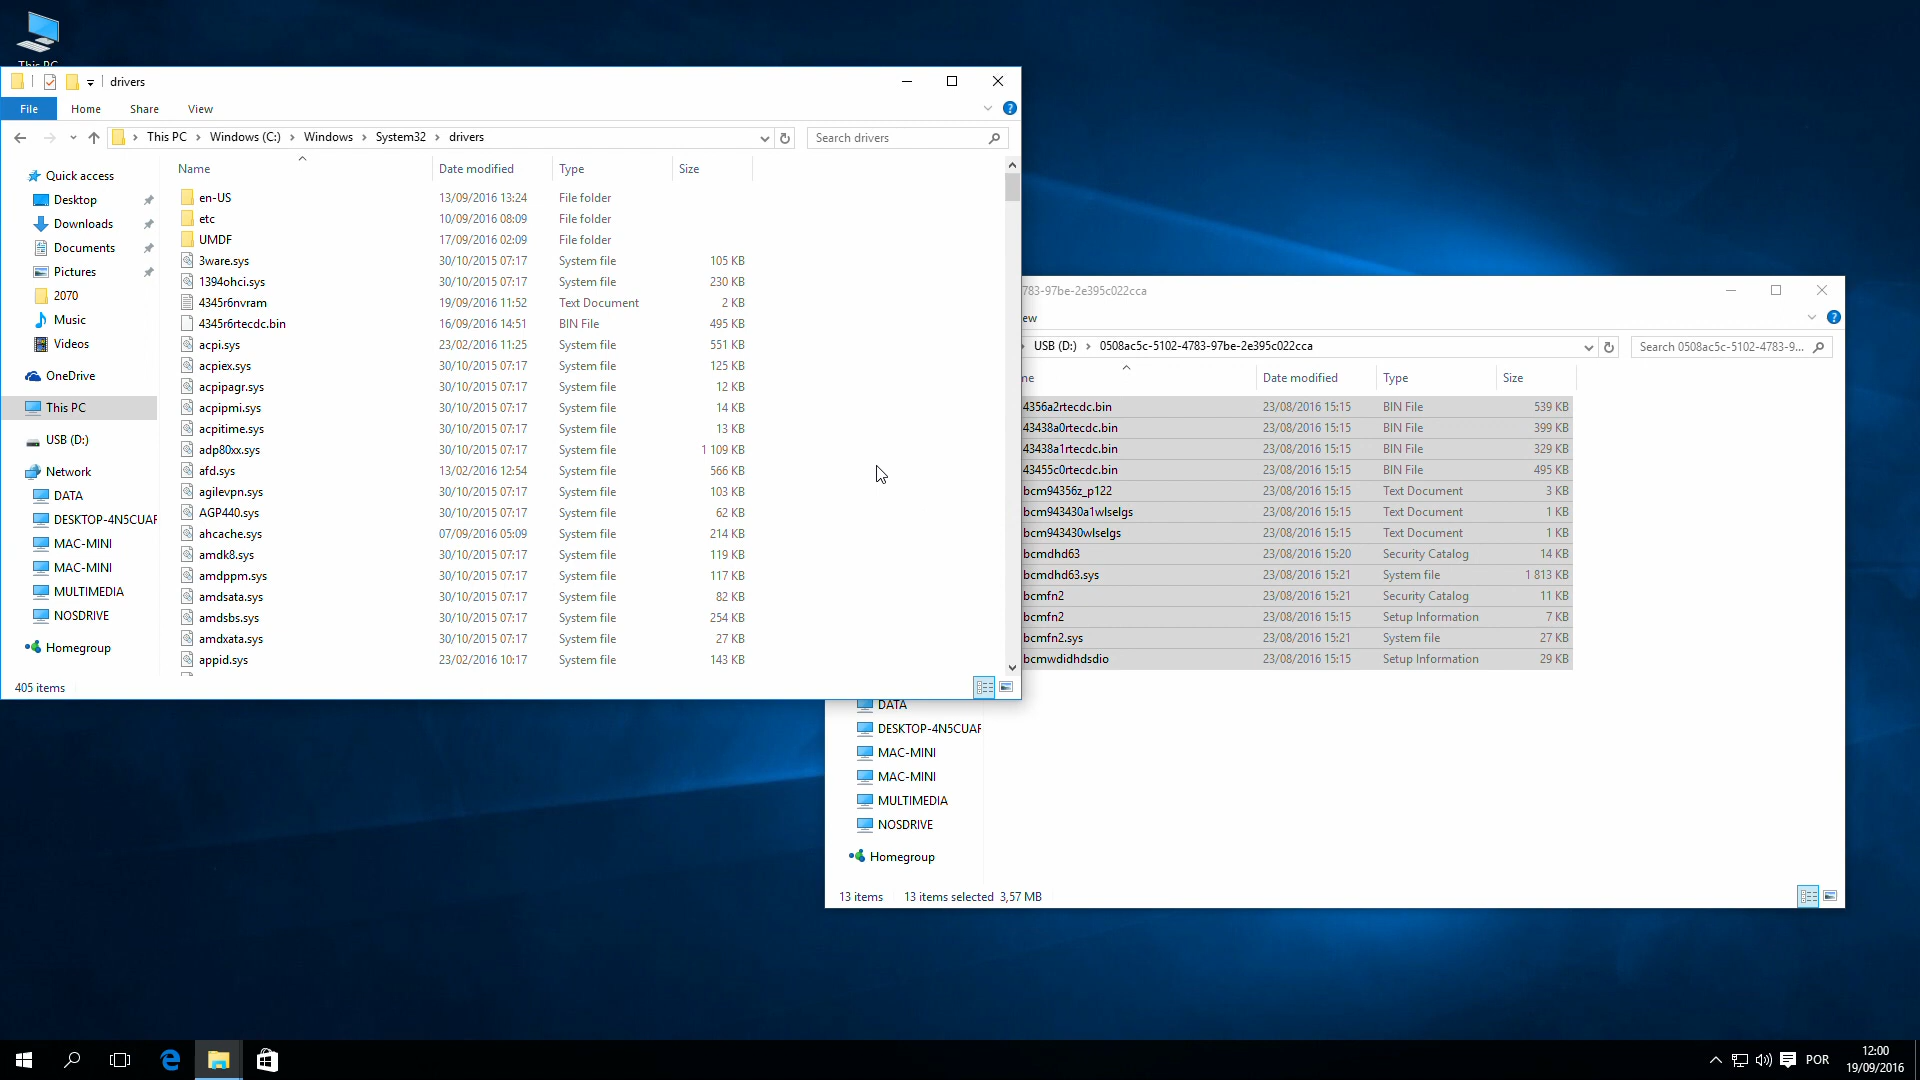 This PC
drivers
File Home Share View
This PC Windows (C:) Windows System32 drivers
Search drivers
Name Date modified Type Size
Quick access
Desktop
Downloads
Documents
Pictures
2070
Music
Videos
OneDrive
This PC
USB (D:)
Network
DATA
DESKTOP-4N5CUAF
MAC-MINI
MAC-MINI
MULTIMEDIA
NOSDRIVE
Homegroup
en-US 13/09/2016 13:24 File folder
etc 10/09/2016 08:09 File folder
UMDF 17/09/2016 02:09 File folder
3ware.sys 30/10/2015 07:17 System file 105 KB
1394ohci.sys 30/10/2015 07:17 System file 230 KB
4345r6nvram 19/09/2016 11:52 Text Document 2 KB
4345r6rtecdc.bin 16/09/2016 14:51 BIN File 495 KB
acpi.sys 23/02/2016 11:25 System file 551 KB
acpiex.sys 30/10/2015 07:17 System file 125 KB
acpipagr.sys 30/10/2015 07:17 System file 12 KB
acpipmi.sys 30/10/2015 07:17 System file 14 KB
acpitime.sys 30/10/2015 07:17 System file 13 KB
adp80xx.sys 30/10/2015 07:17 System file 1 109 KB
afd.sys 13/02/2016 12:54 System file 566 KB
agilevpn.sys 30/10/2015 07:17 System file 103 KB
AGP440.sys 30/10/2015 07:17 System file 62 KB
ahcache.sys 07/09/2016 05:09 System file 214 KB
amdk8.sys 30/10/2015 07:17 System file 119 KB
amdppm.sys 30/10/2015 07:17 System file 117 KB
amdsata.sys 30/10/2015 07:17 System file 82 KB
amdsbs.sys 30/10/2015 07:17 System file 254 KB
amdxata.sys 30/10/2015 07:17 System file 27 KB
appid.sys 23/02/2016 10:17 System file 143 KB
405 items
783-97be-2e395c022cca
ew
USB (D:) 0508ac5c-5102-4783-97be-2e395c022cca
Search 0508ac5c-5102-4783-9...
me Date modified Type Size
4356a2rtecdc.bin 23/08/2016 15:15 BIN File 539 KB
43438a0rtecdc.bin 23/08/2016 15:15 BIN File 399 KB
43438a1rtecdc.bin 23/08/2016 15:15 BIN File 329 KB
43455c0rtecdc.bin 23/08/2016 15:15 BIN File 495 KB
bcm94356z_p122 23/08/2016 15:15 Text Document 3 KB
bcm943430a1wlselgs 23/08/2016 15:15 Text Document 1 KB
bcm943430wlselgs 23/08/2016 15:15 Text Document 1 KB
bcmdhd63 23/08/2016 15:20 Security Catalog 14 KB
bcmdhd63.sys 23/08/2016 15:21 System file 1 813 KB
bcmfn2 23/08/2016 15:21 Security Catalog 11 KB
bcmfn2 23/08/2016 15:15 Setup Information 7 KB
bcmfn2.sys 23/08/2016 15:21 System file 27 KB
bcmwdidhdsdio 23/08/2016 15:15 Setup Information 29 KB
DATA
DESKTOP-4N5CUAF
MAC-MINI
MAC-MINI
MULTIMEDIA
NOSDRIVE
Homegroup
13 items 13 items selected 3,57 MB
POR
12:00
19/09/2016